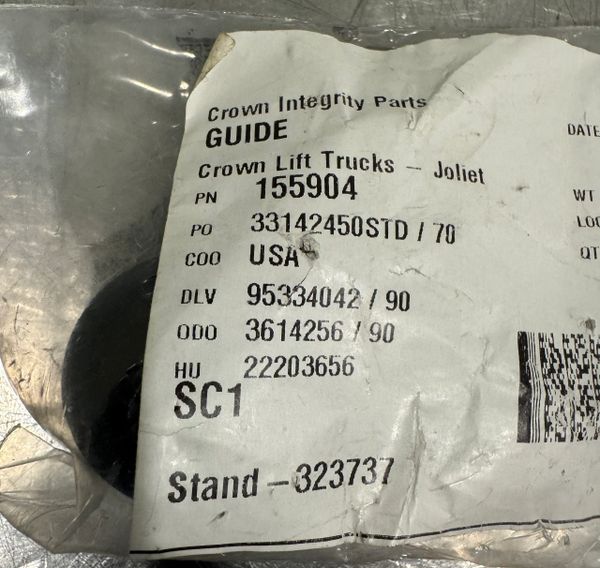 Crown Integrity Parts
GUIDE
DATE
Crown Lift Trucks - Joliet
PN 155904
WT
PO 33142450STD / 70
LOC
COO USA
QT
DLV 95334042 / 90
ODO 3614256 / 90
HU 22203656
SC1
Stand - 323737